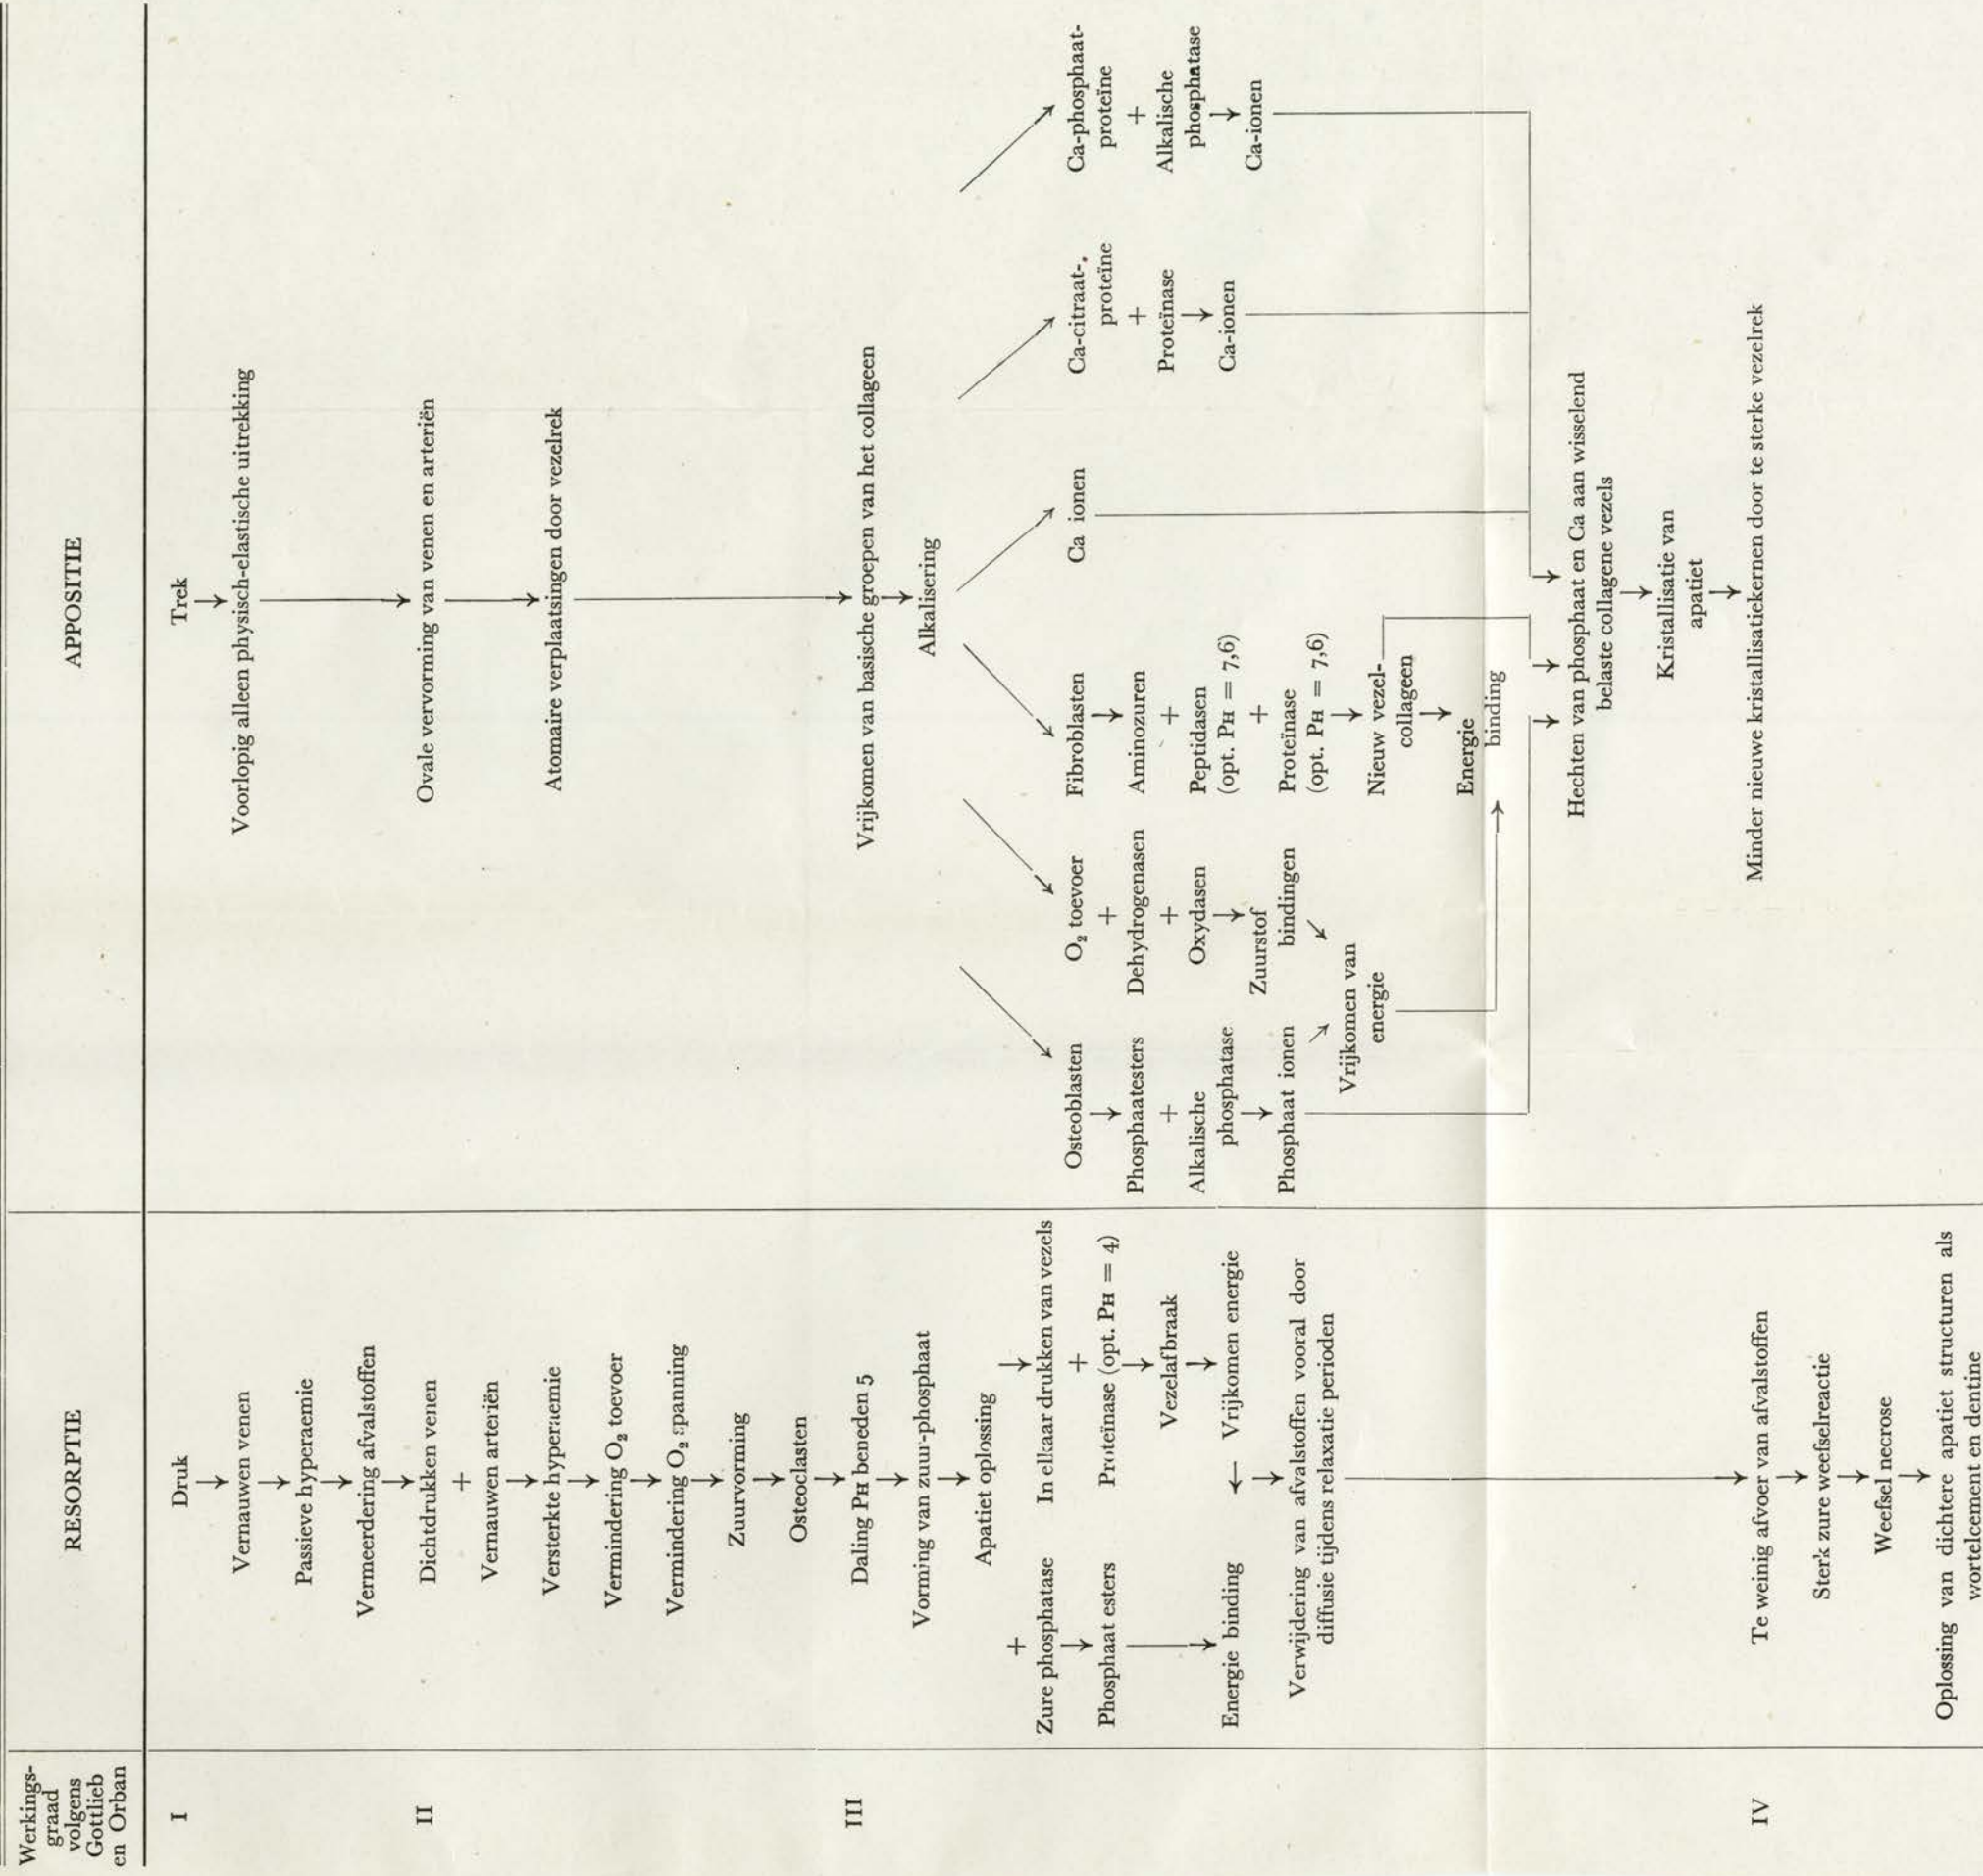 Werkings-
graad
volgens
Gottlieb
en Orban
RESORPTIE
APPOSITIE
I
Druk
Vernauwen venen
Passieve hyperaemie
Vermeerdering afvalstoffen
II
Dichtdrukken venen
+
Vernauwen arteriën
Versterkte hyperaemie
Vermindering O₂ toevoer
Vermindering O₂ spanning
Zuurvorming
Osteoclasten
III
Daling PH beneden 5
Vorming van zuur-phosphaat
Apatiet oplossing
+
Zure phosphatase
Phosphaat esters
Energie binding
In elkaar drukken van vezels
+
Proteïnase (opt. PH = 4)
Vezelafbraak
← Vrijkomen energie
Verwijdering van afvalstoffen vooral door
diffusie tijdens relaxatie perioden
IV
Te weinig afvoer van afvalstoffen
Sterk zure weefselreactie
Weefsel necrose
Oplossing van dichtere apatiet structuren als
wortelcement en dentine
Trek
Voorlopig alleen physisch-elastische uitrekking
Ovale vervorming van venen en arteriën
Atomaire verplaatsingen door vezelrek
Vrijkomen van basische groepen van het collageen
Alkalisering
Osteoblasten
Phosphaatesters
+
Alkalische
phosphatase
Phosphaat ionen
O₂ toevoer
+
Dehydrogenasen
+
Oxydasen
Zuurstof
bindingen
Vrijkomen van
energie
Fibroblasten
Aminozuren
+
Peptidasen
(opt. PH = 7,6)
+
Proteïnase
(opt. PH = 7,6)
Nieuw vezel-
collageen
Energie
binding
Ca ionen
Ca-citraat-
proteïne
+
Proteïnase
Ca-ionen
Ca-phosphaat-
proteïne
+
Alkalische
phosphatase
Ca-ionen
Hechten van phosphaat en Ca aan wisselend
belaste collagene vezels
Kristallisatie van
apatiet
Minder nieuwe kristallisatiekernen door te sterke vezelrek